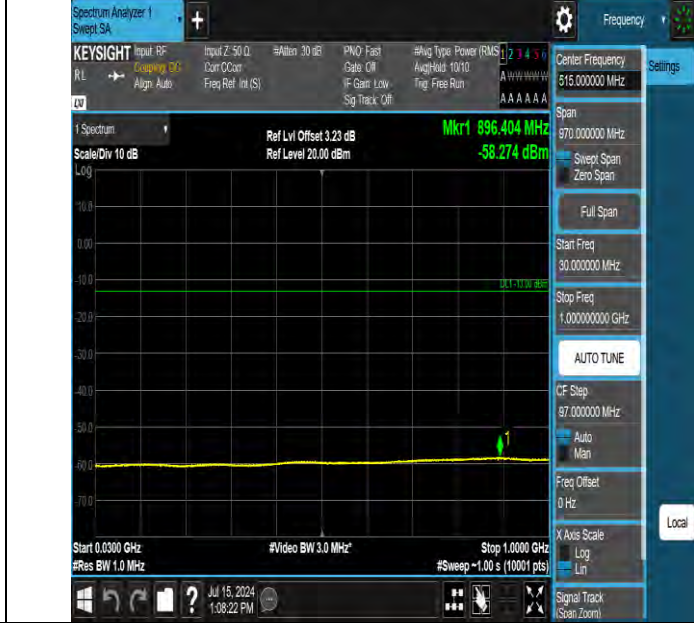 Spectrum Analyzer 1
Swept SA
+
Frequency
KEYSIGHT
RL
LXI
Input: RF
Coupling: DC
Align: Auto
Input Z: 50 Ω
Corr CCorr
Freq Ref: Int (S)
#Atten: 30 dB
PNO: Fast
Gate: Off
IF Gain: Low
Sig Track: Off
#Avg Type: Power (RMS
Avg|Hold: 10/10
Trig: Free Run
1 2 3 4 5 6
A W W W W W
A A A A A A
1 Spectrum
Scale/Div 10 dB
Log
Ref Lvl Offset 3.23 dB
Ref Level 20.00 dBm
Mkr1 896.404 MHz
-58.274 dBm
10.0
0.00
-10.0
DL1 -13.00 dBm
-20.0
-30.0
-40.0
-50.0
1
-60.0
-70.0
Start 0.0300 GHz
#Res BW 1.0 MHz
#Video BW 3.0 MHz*
Stop 1.0000 GHz
#Sweep ~1.00 s (10001 pts)
?
Jul 15, 2024
1:08:22 PM
Center Frequency
515.000000 MHz
Settings
Span
970.000000 MHz
Swept Span
Zero Span
Full Span
Start Freq
30.000000 MHz
Stop Freq
1.000000000 GHz
AUTO TUNE
CF Step
97.000000 MHz
Auto
Man
Freq Offset
0 Hz
X Axis Scale
Log
Lin
Local
Signal Track
(Span Zoom)